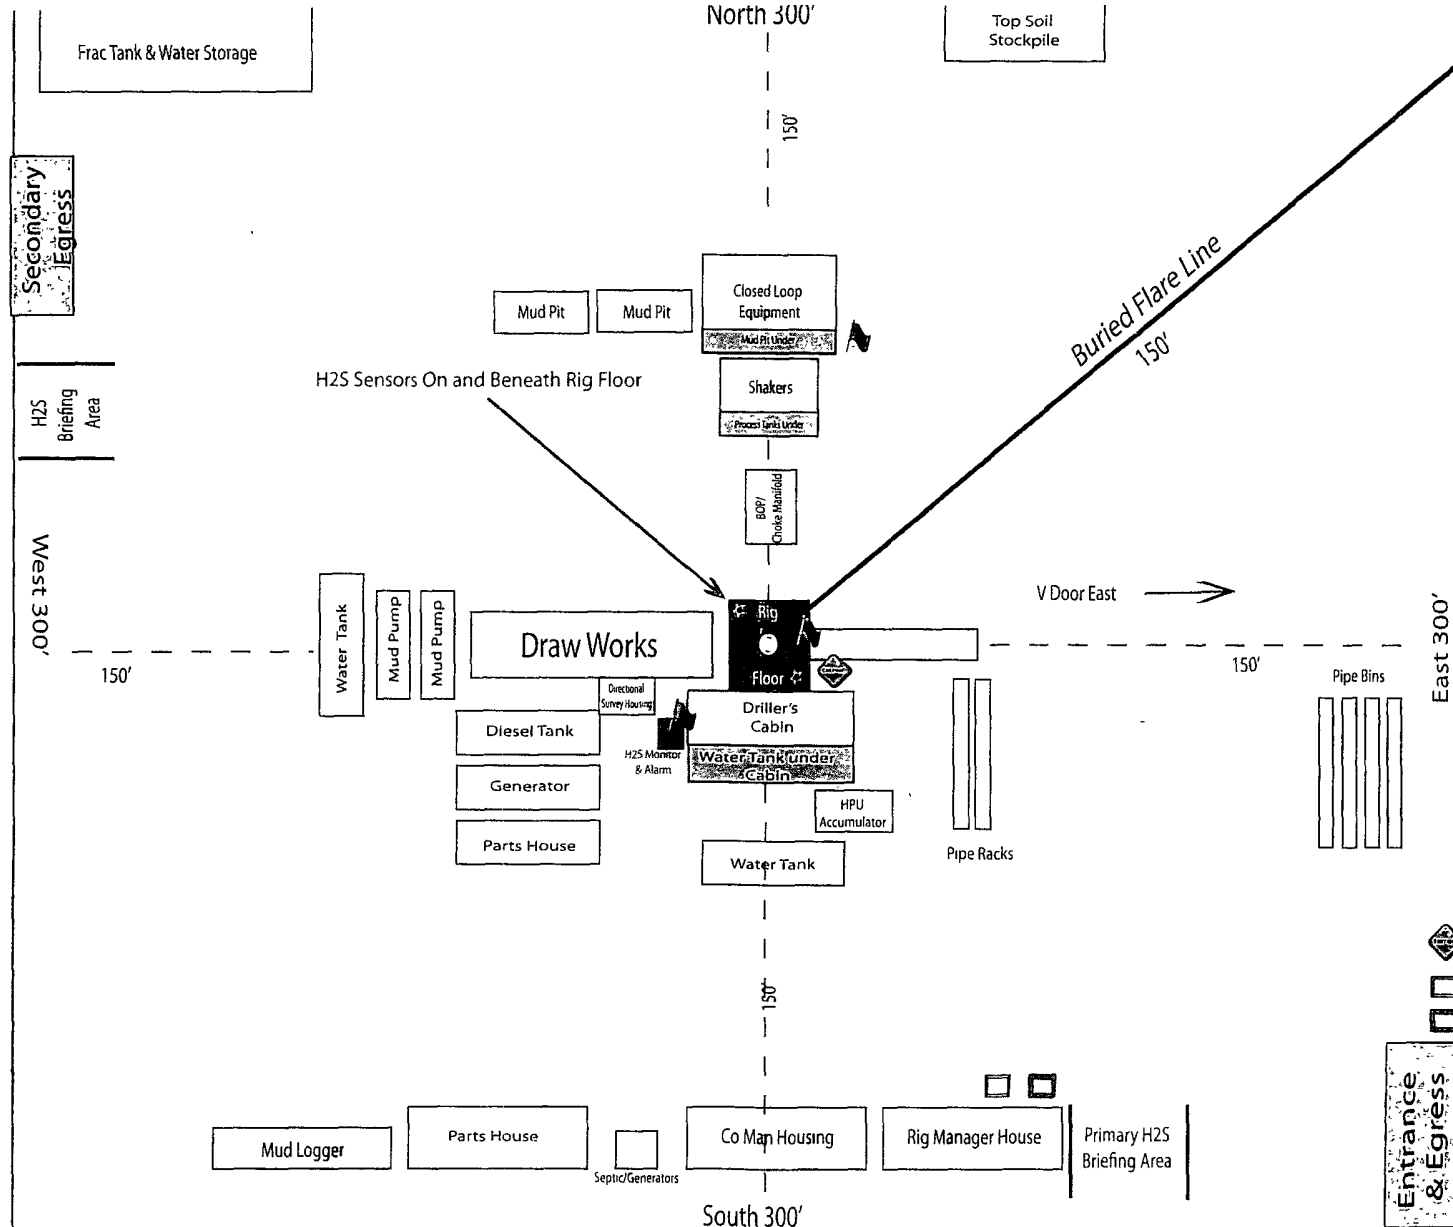 North 300'
Frac Tank & Water Storage
Top Soil
Stockpile
150'
Secondary
Egress
Closed Loop
Equipment
Mud Pit
Mud Pit
Mud Pit Under
Buried Flare Line
150'
H2S Sensors On and Beneath Rig Floor
Shakers
Process Tanks Under
H2S
Briefing
Area
BOP/
Choke Manifold
West 300'
V Door East
East 300'
Water Tank
Mud Pump
Mud Pump
Draw Works
Rig
Floor
150'
150'
Pipe Bins
Directional
Survey Housing
Driller's
Cabin
Diesel Tank
H2S Monitor
& Alarm
Water Tank under
Cabin
Generator
HPU
Accumulator
Parts House
Water Tank
Pipe Racks
150'
Entrance
& Egress
Mud Logger
Parts House
Septic/Generators
Co Man Housing
Rig Manager House
Primary H2S
Briefing Area
South 300'